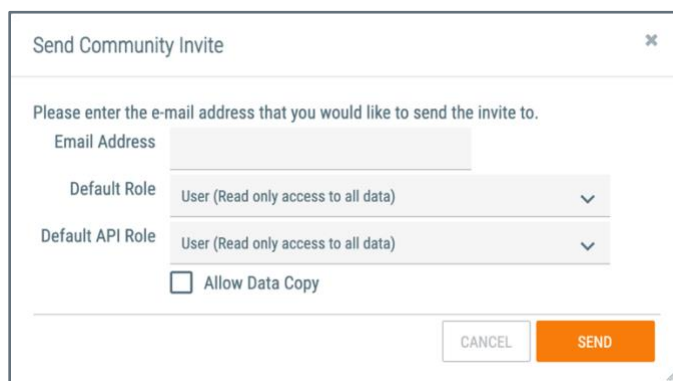 Send Community Invite
Please enter the e-mail address that you would like to send the invite to.
Email Address
Default Role
User (Read only access to all data)
Default API Role
User (Read only access to all data)
Allow Data Copy
CANCEL
SEND